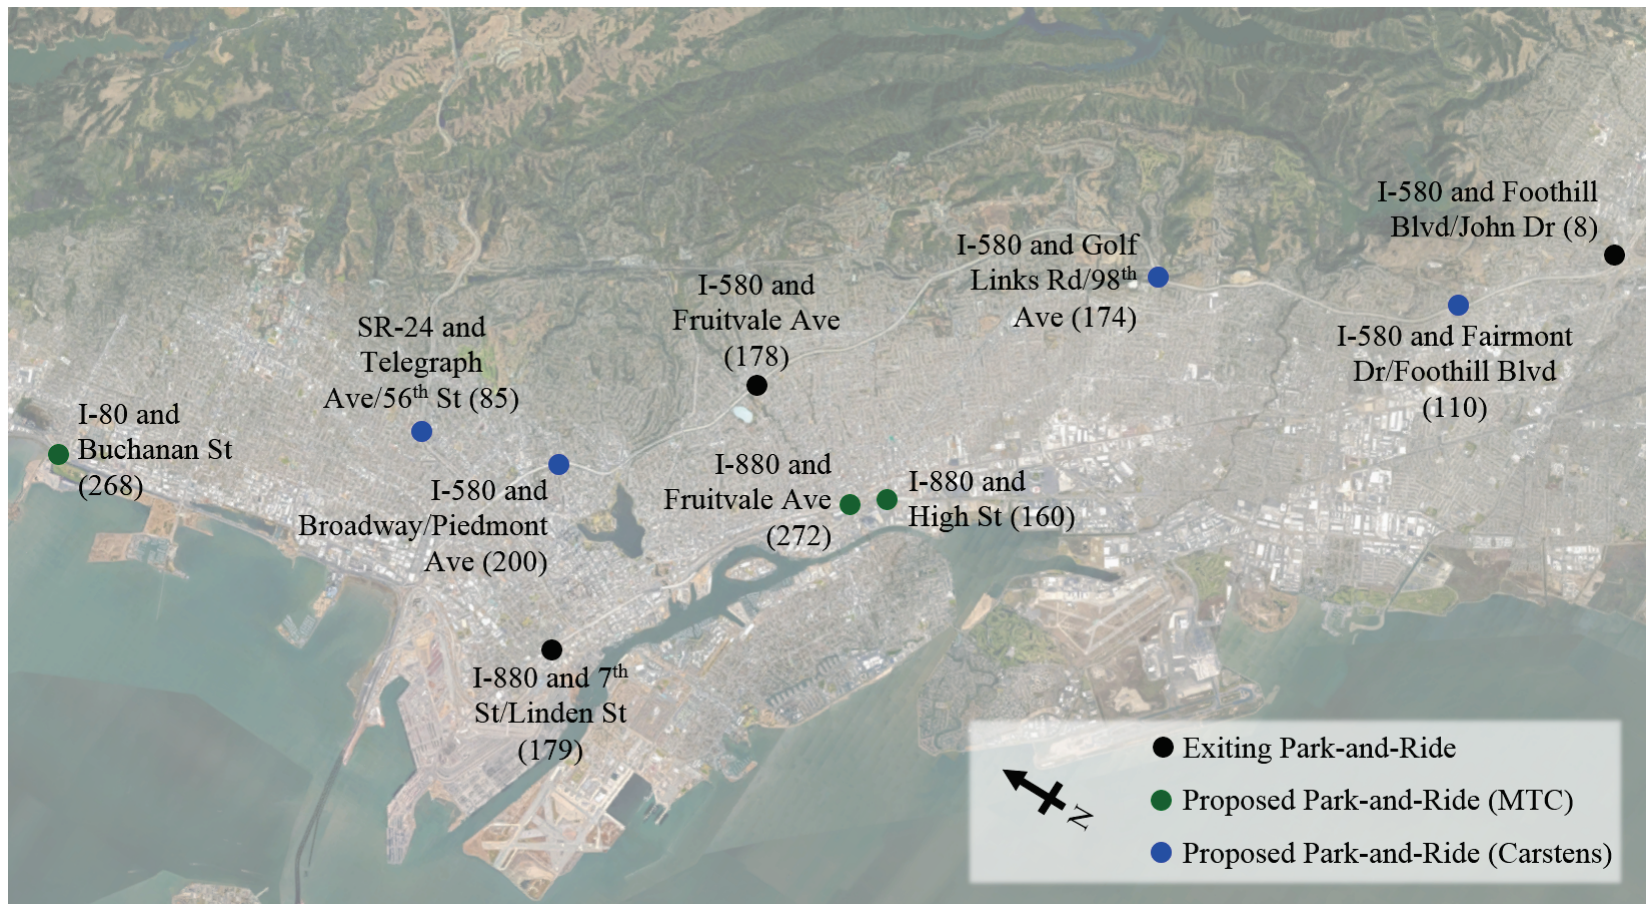 I-580 and Foothill
Blvd/John Dr (8)
I-580 and Golf
Links Rd/98th
Ave (174)
I-580 and
Fruitvale Ave
(178)
SR-24 and
Telegraph
Ave/56th St (85)
I-580 and Fairmont
Dr/Foothill Blvd
(110)
I-80 and
Buchanan St
(268)
I-580 and
Broadway/Piedmont
Ave (200)
I-880 and
Fruitvale Ave
(272)
I-880 and
High St (160)
I-880 and 7th
St/Linden St
(179)
Exiting Park-and-Ride
Proposed Park-and-Ride (MTC)
Proposed Park-and-Ride (Carstens)
N